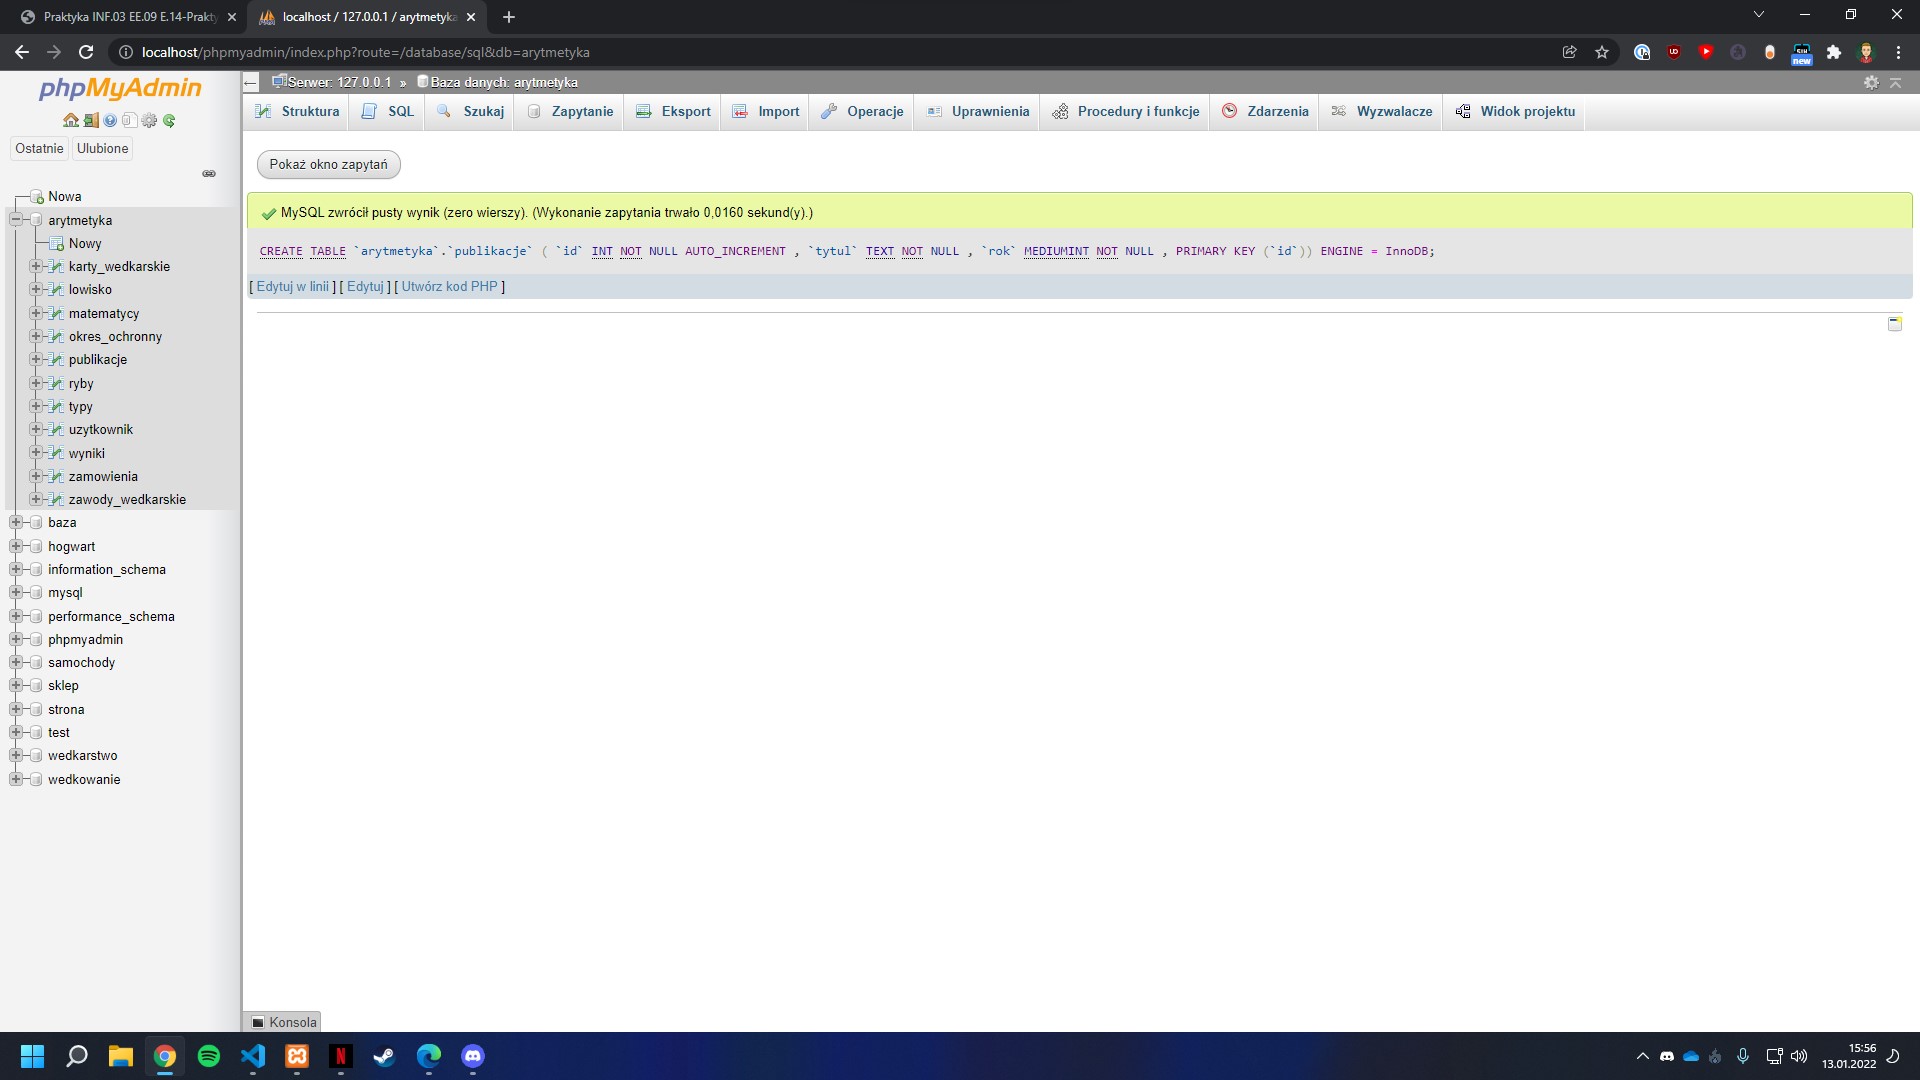 Praktyka INF.03 EE.09 E.14-Prakty
localhost / 127.0.0.1 / arytmetyka
localhost/phpmyadmin/index.php?route=/database/sql&db=arytmetyka
new
phpMyAdmin
Ostatnie
Ulubione
Nowa
arytmetyka
Nowy
karty_wedkarskie
lowisko
matematycy
okres_ochronny
publikacje
ryby
typy
uzytkownik
wyniki
zamowienia
zawody_wedkarskie
baza
hogwart
information_schema
mysql
performance_schema
phpmyadmin
samochody
sklep
strona
test
wedkarstwo
wedkowanie
Serwer: 127.0.0.1 » Baza danych: arytmetyka
Struktura SQL Szukaj Zapytanie Eksport Import Operacje Uprawnienia Procedury i funkcje Zdarzenia Wyzwalacze Widok projektu
Pokaż okno zapytań
MySQL zwrócił pusty wynik (zero wierszy). (Wykonanie zapytania trwało 0,0160 sekund(y).)
CREATE TABLE `arytmetyka`.`publikacje` ( `id` INT NOT NULL AUTO_INCREMENT , `tytul` TEXT NOT NULL , `rok` MEDIUMINT NOT NULL , PRIMARY KEY (`id`)) ENGINE = InnoDB;
[ Edytuj w linii ] [ Edytuj ] [ Utwórz kod PHP ]
Konsola
15:56
13.01.2022